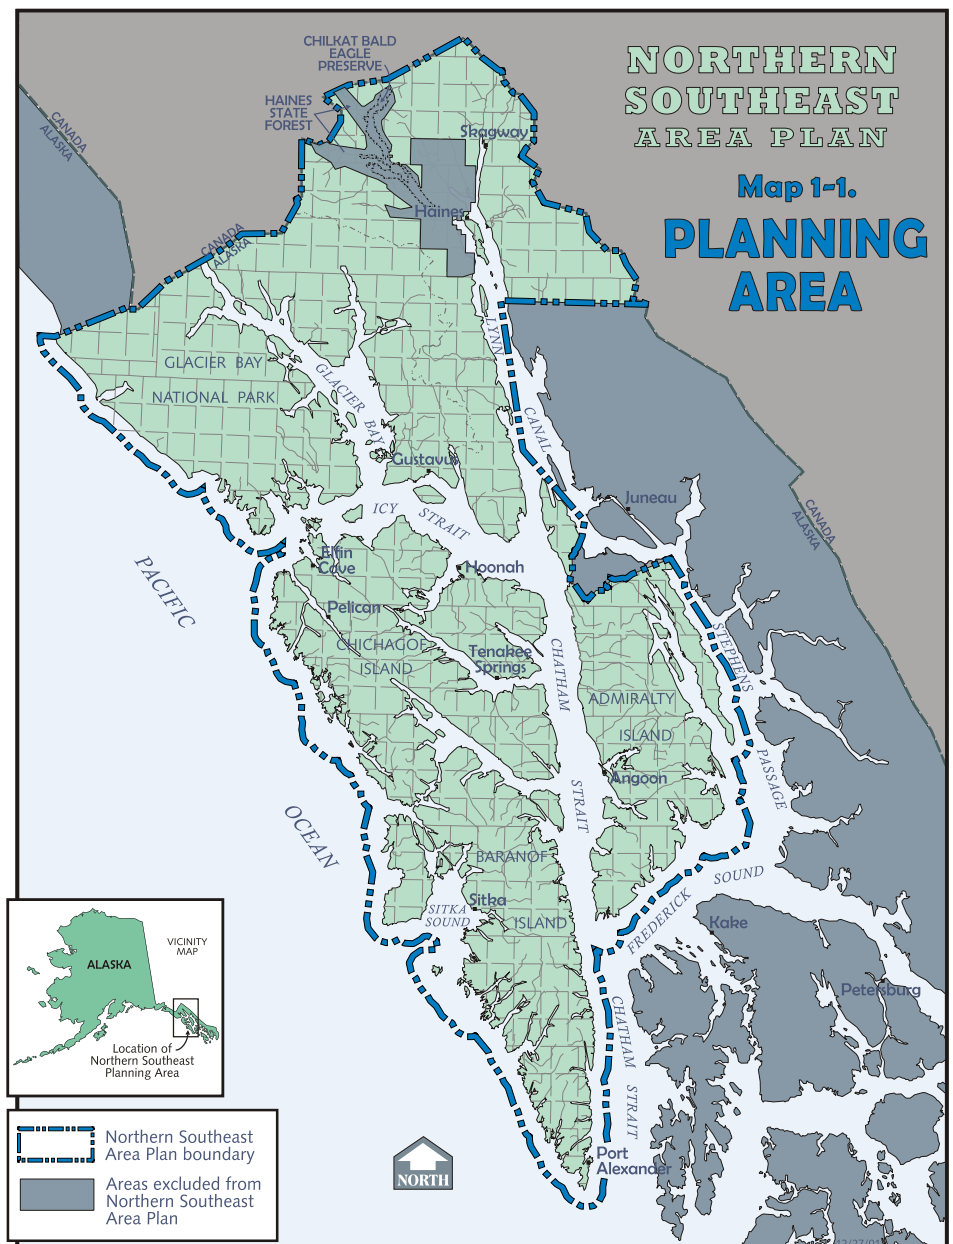 CHILKAT BALD
EAGLE
PRESERVE
HAINES
STATE
FOREST
NORTHERN
SOUTHEAST
AREA PLAN
Map 1-1.
PLANNING
AREA
CANADA
ALASKA
Skagway
Haines
CANADA
ALASKA
LYNN
CANAL
GLACIER BAY
NATIONAL PARK
GLACIER BAY
Gustavus
ICY STRAIT
Juneau
CANADA
ALASKA
PACIFIC
OCEAN
Elfin
Cave
Hoonah
Pelican
CHICHAGOF
ISLAND
Tenakee
Springs
CHATHAM
STRAIT
STEPHENS
PASSAGE
ADMIRALTY
ISLAND
Angoon
BARANOF
ISLAND
Sitka
SITKA
SOUND
FREDERICK SOUND
Kake
Petersburg
CHATHAM STRAIT
Port
Alexander
VICINITY
MAP
ALASKA
Location of
Northern Southeast
Planning Area
Northern Southeast
Area Plan boundary
Areas excluded from
Northern Southeast
Area Plan
NORTH